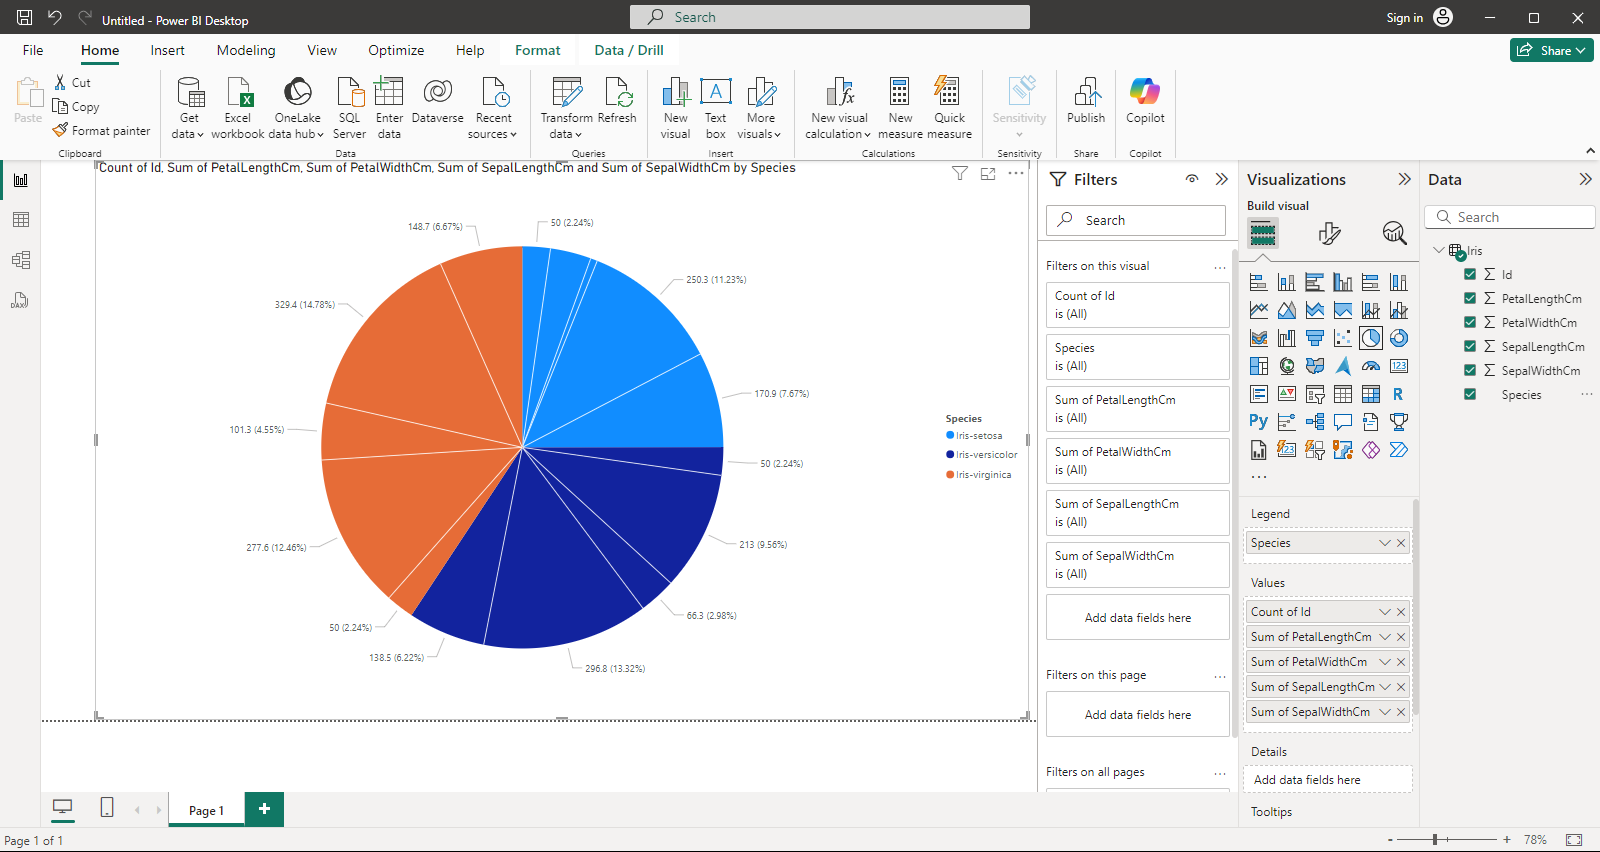 Untitled - Power BI Desktop
Search
Sign in
File
Home
Insert
Modeling
View
Optimize
Help
Format
Data / Drill
Share
Paste
Cut
Copy
Format painter
Clipboard
Get
data
Excel
workbook
OneLake
data hub
SQL
Server
Enter
data
Dataverse
Recent
sources
Data
Transform
data
Refresh
Queries
New
visual
Text
box
More
visuals
Insert
New visual
calculation
New
measure
Quick
measure
Calculations
Sensitivity
Sensitivity
Publish
Share
Copilot
Copilot
Count of Id, Sum of PetalLengthCm, Sum of PetalWidthCm, Sum of SepalLengthCm and Sum of SepalWidthCm by Species
50 (2.24%)
250.3 (11.23%)
170.9 (7.67%)
50 (2.24%)
213 (9.56%)
66.3 (2.98%)
296.8 (13.32%)
138.5 (6.22%)
50 (2.24%)
277.6 (12.46%)
101.3 (4.55%)
329.4 (14.78%)
148.7 (6.67%)
Species
Iris-setosa
Iris-versicolor
Iris-virginica
Filters
Search
Filters on this visual
Count of Id
is (All)
Species
is (All)
Sum of PetalLengthCm
is (All)
Sum of PetalWidthCm
is (All)
Sum of SepalLengthCm
is (All)
Sum of SepalWidthCm
is (All)
Add data fields here
Filters on this page
Add data fields here
Filters on all pages
Visualizations
Build visual
123
R
Py
123
Legend
Species
Values
Count of Id
Sum of PetalLengthCm
Sum of PetalWidthCm
Sum of SepalLengthCm
Sum of SepalWidthCm
Details
Add data fields here
Tooltips
Data
Search
Iris
Id
PetalLengthCm
PetalWidthCm
SepalLengthCm
SepalWidthCm
Species
DAX
Page 1
Page 1 of 1
78%